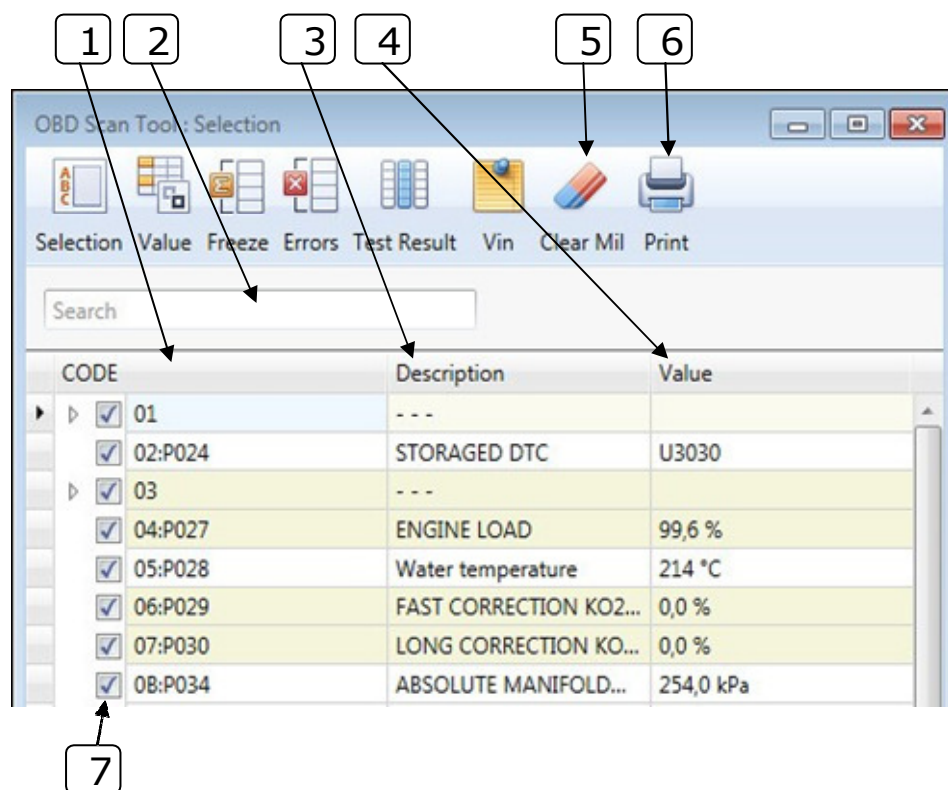 1 2 3 4 5 6
OBD Scan Tool : Selection
A
B
C
Selection Value Freeze Errors Test Result Vin Clear Mil Print
Search
CODE Description Value
01 - - -
02:P024 STORAGED DTC U3030
03 - - -
04:P027 ENGINE LOAD 99,6 %
05:P028 Water temperature 214 °C
06:P029 FAST CORRECTION KO2... 0,0 %
07:P030 LONG CORRECTION KO... 0,0 %
0B:P034 ABSOLUTE MANIFOLD... 254,0 kPa
7